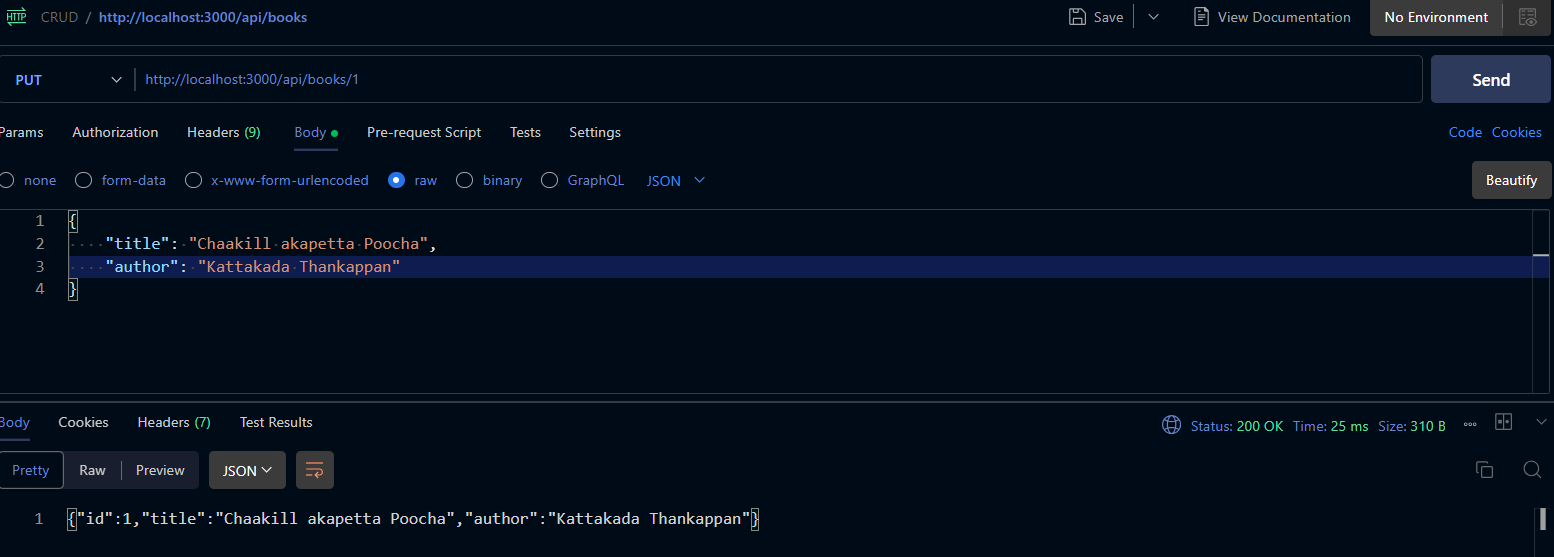 HTTP CRUD / http://localhost:3000/api/books Save View Documentation No Environment
PUT http://localhost:3000/api/books/1 Send
Params Authorization Headers (9) Body Pre-request Script Tests Settings Code Cookies
none form-data x-www-form-urlencoded raw binary GraphQL JSON Beautify
1 {
2 "title": "Chaakill akapetta Poocha",
3 "author": "Kattakada Thankappan"
4 }
Body Cookies Headers (7) Test Results Status: 200 OK Time: 25 ms Size: 310 B
Pretty Raw Preview JSON
1 {"id":1,"title":"Chaakill akapetta Poocha","author":"Kattakada Thankappan"}